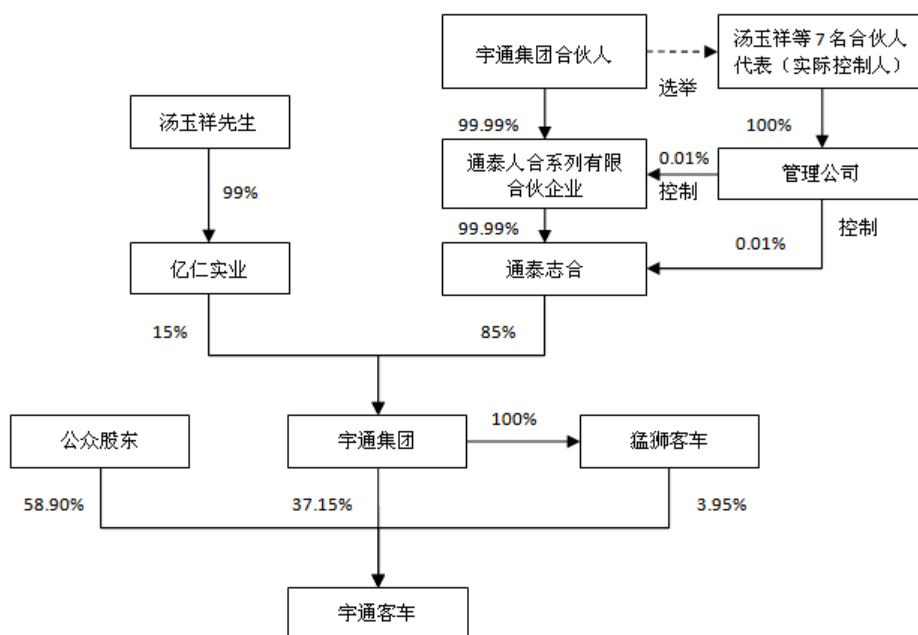 宇通集团合伙人
汤玉祥等 7 名合伙人
代表（实际控制人）
选举
汤玉祥先生
99.99%
100%
通泰人合系列有限
合伙企业
0.01%
控制
管理公司
99%
99.99%
控制
0.01%
亿仁实业
通泰志合
15%
85%
公众股东
宇通集团
100%
猛狮客车
58.90%
37.15%
3.95%
宇通客车